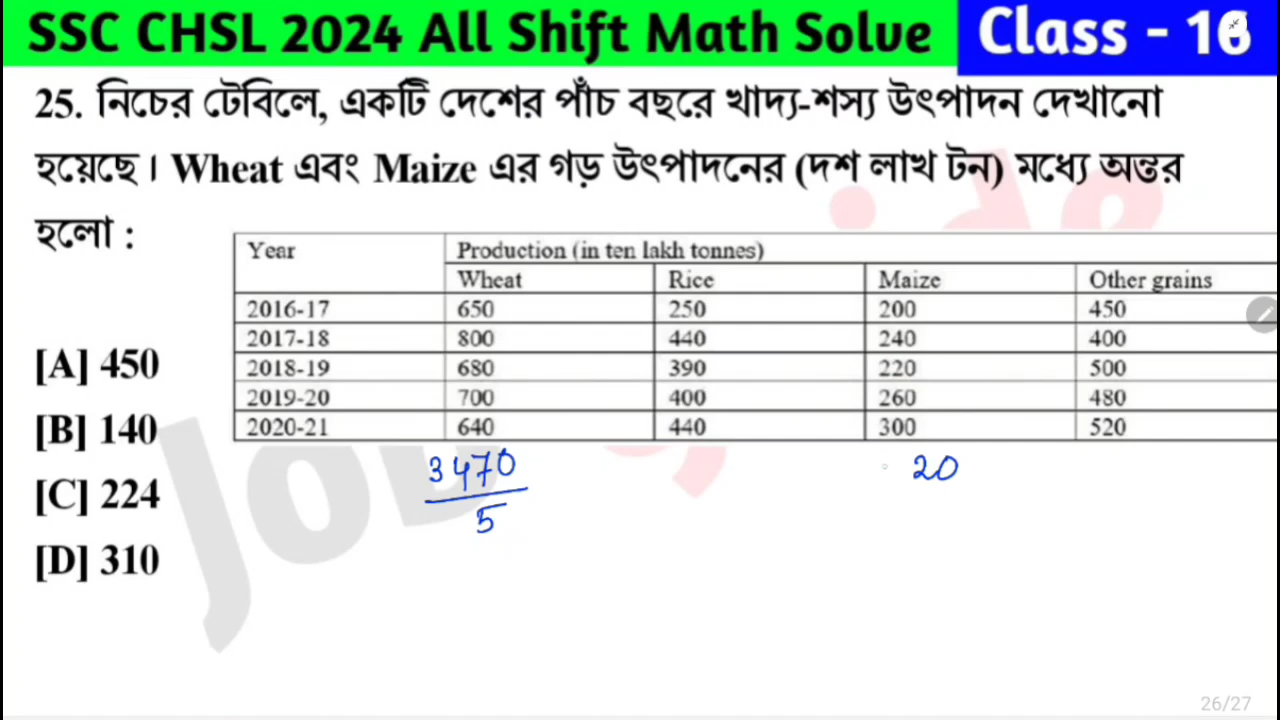 SSC CHSL 2024 All Shift Math Solve Class - 16
25. নিচের টেবিলে, একটি দেশের পাঁচ বছরে খাদ্য-শস্য উৎপাদন দেখানো
হয়েছে। Wheat এবং Maize এর গড় উৎপাদনের (দশ লাখ টন) মধ্যে অন্তর
হলো :
Year Production (in ten lakh tonnes)
Wheat Rice Maize Other grains
2016-17 650 250 200 450
2017-18 800 440 240 400
2018-19 680 390 220 500
2019-20 700 400 260 480
2020-21 640 440 300 520
[A] 450
[B] 140
[C] 224
[D] 310
3470 20
5
26/27